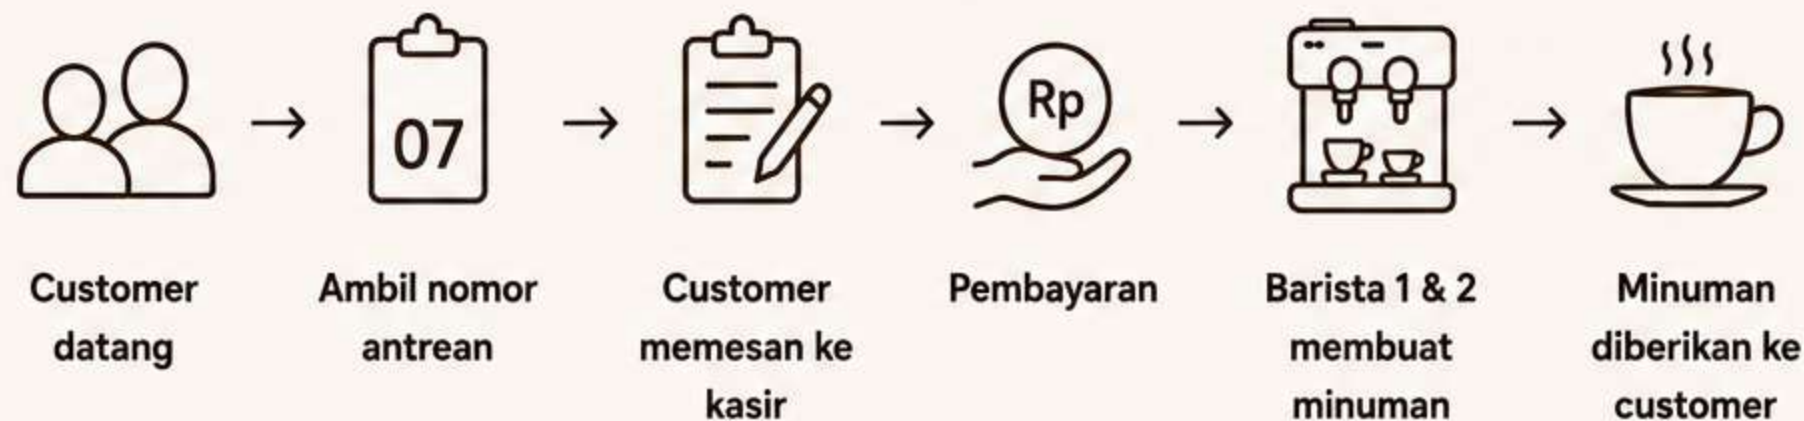 07
Rp
Customer
datang
Ambil nomor
antrean
Customer
memesan ke
kasir
Pembayaran
Barista 1 & 2
membuat
minuman
Minuman
diberikan ke
customer